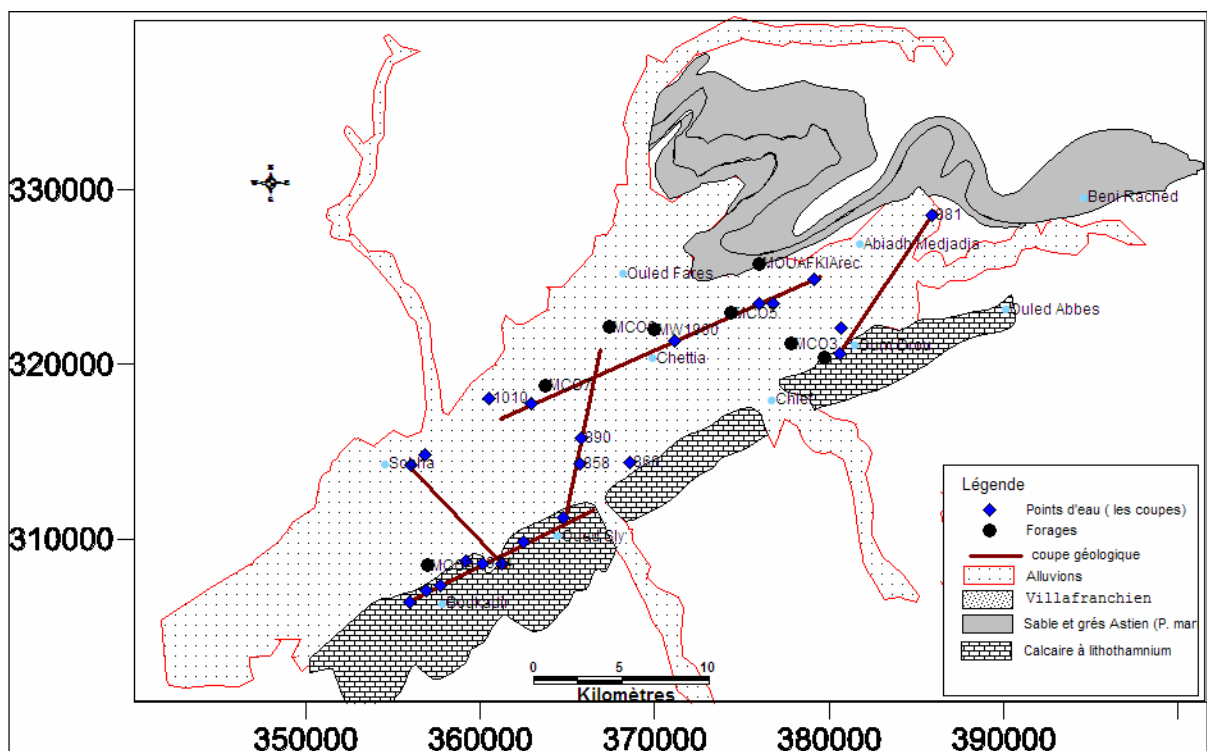 330000
320000
310000
350000
360000
370000
380000
390000
Beni Rached
981
Abiadh Medjadja
MOUAFKIArec
Ouled Fares
Ouled Abbes
MCO5
MW1980
MCO3
Chettia
1010
Chlef
890
Sobha
858
Oued Sly
Boukadir
0 5 10
Kilomètres
Légende
Points d'eau ( les coupes)
Forages
coupe géologique
Alluvions
Villafranchien
Sable et grés Astien (P. mar
Calcaire à lithothamnium